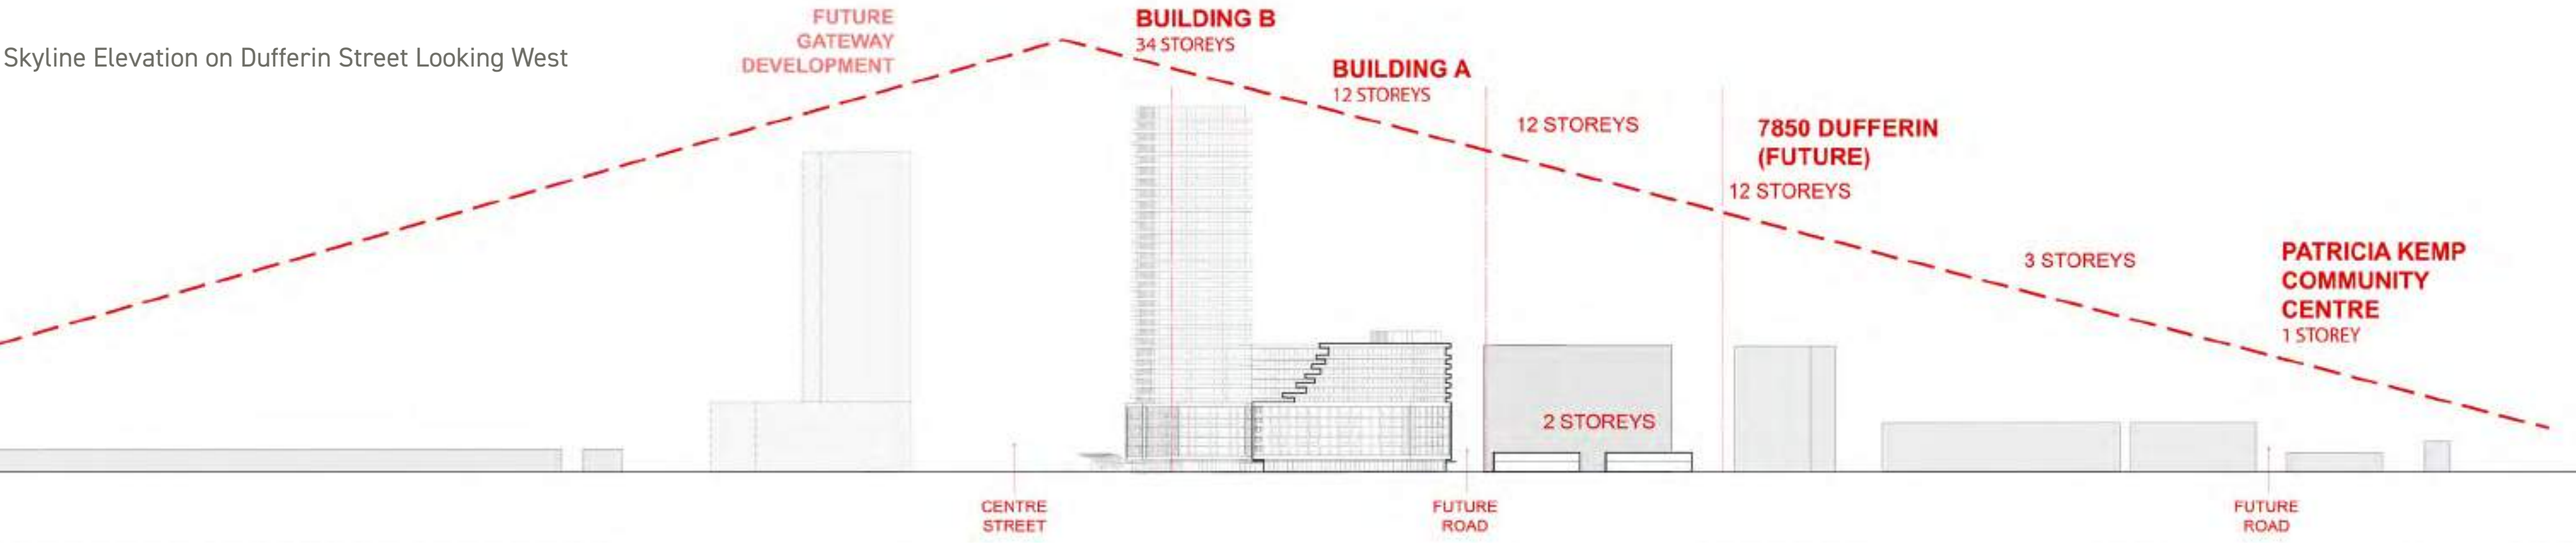 Skyline Elevation on Dufferin Street Looking West
FUTURE
GATEWAY
DEVELOPMENT
BUILDING B
34 STOREYS
BUILDING A
12 STOREYS
12 STOREYS
7850 DUFFERIN
(FUTURE)
12 STOREYS
3 STOREYS
PATRICIA KEMP
COMMUNITY
CENTRE
1 STOREY
2 STOREYS
CENTRE
STREET
FUTURE
ROAD
FUTURE
ROAD